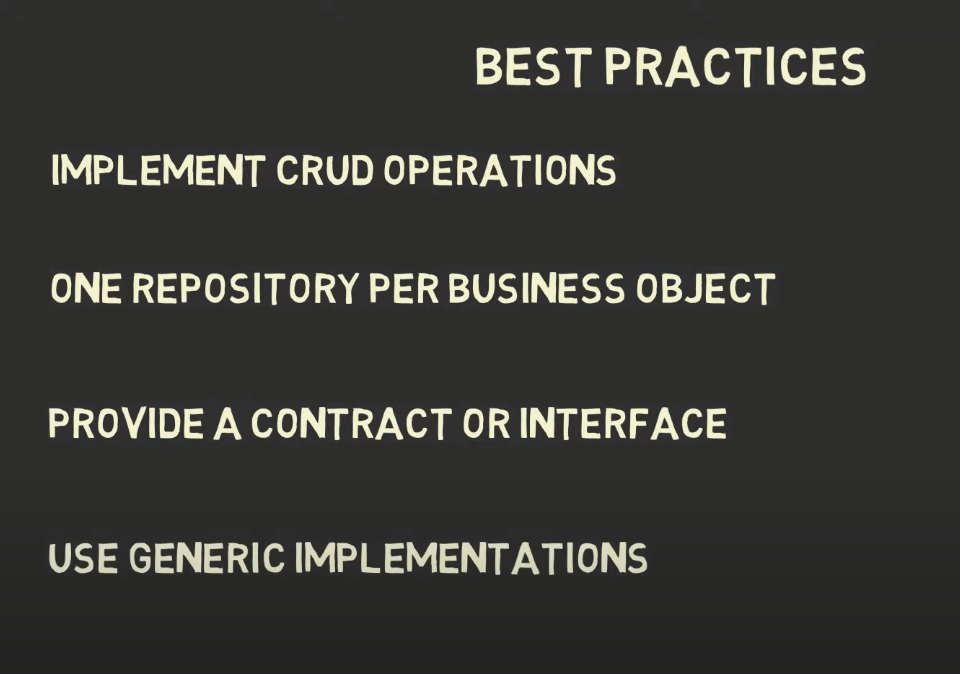 BEST PRACTICES
IMPLEMENT CRUD OPERATIONS
ONE REPOSITORY PER BUSINESS OBJECT
PROVIDE A CONTRACT OR INTERFACE
USE GENERIC IMPLEMENTATIONS